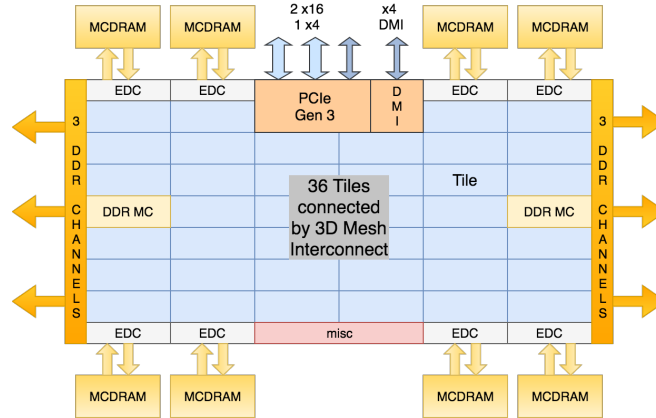 2 x16
1 x4
x4
DMI
MCDRAM
MCDRAM
MCDRAM
MCDRAM
EDC
EDC
PCIe
Gen 3
D
M
I
EDC
EDC
3
D
D
R
C
H
A
N
N
E
L
S
3
D
D
R
C
H
A
N
N
E
L
S
Tile
36 Tiles
connected
by 3D Mesh
Interconnect
DDR MC
DDR MC
EDC
EDC
misc
EDC
EDC
MCDRAM
MCDRAM
MCDRAM
MCDRAM